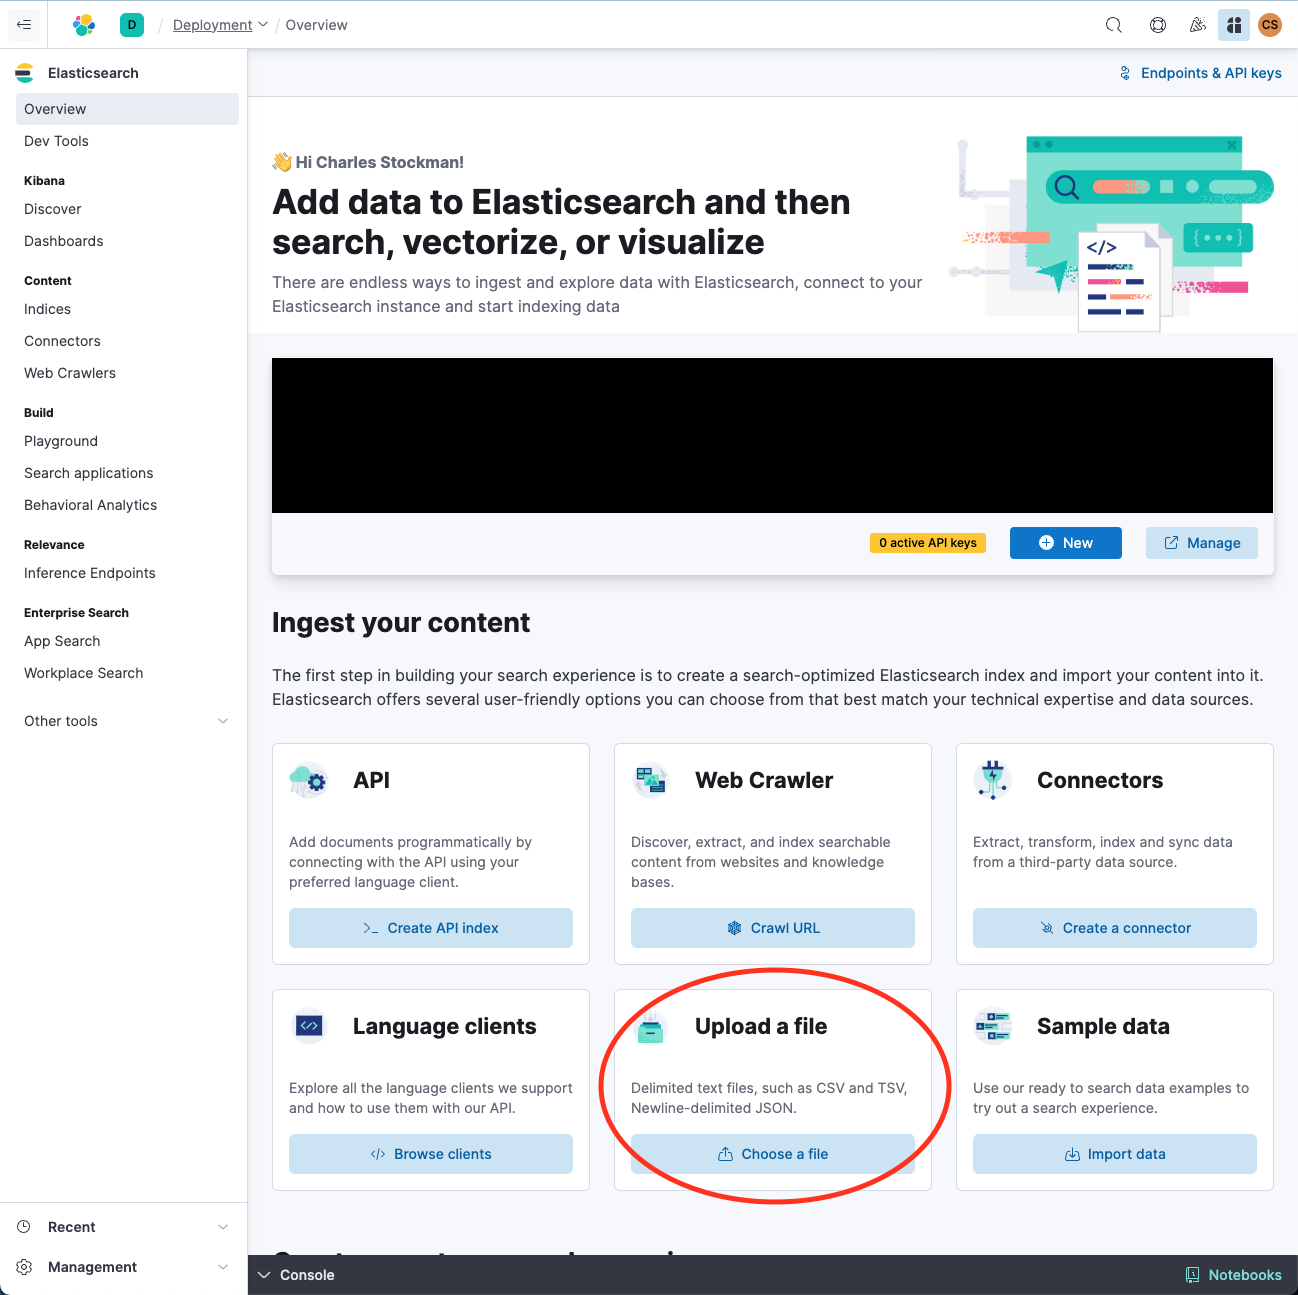 D
Deployment
Overview
CS
Elasticsearch
Endpoints & API keys
Overview
Dev Tools
Kibana
Discover
Dashboards
Content
Indices
Connectors
Web Crawlers
Build
Playground
Search applications
Behavioral Analytics
Relevance
Inference Endpoints
Enterprise Search
App Search
Workplace Search
Other tools
Recent
Management
👋 Hi Charles Stockman!
Add data to Elasticsearch and then
search, vectorize, or visualize
There are endless ways to ingest and explore data with Elasticsearch, connect to your
Elasticsearch instance and start indexing data
{•••}
</>
0 active API keys
New
Manage
Ingest your content
The first step in building your search experience is to create a search-optimized Elasticsearch index and import your content into it.
Elasticsearch offers several user-friendly options you can choose from that best match your technical expertise and data sources.
API
Add documents programmatically by
connecting with the API using your
preferred language client.
>_ Create API index
Web Crawler
Discover, extract, and index searchable
content from websites and knowledge
bases.
Crawl URL
Connectors
Extract, transform, index and sync data
from a third-party data source.
Create a connector
Language clients
Explore all the language clients we support
and how to use them with our API.
</> Browse clients
Upload a file
Delimited text files, such as CSV and TSV,
Newline-delimited JSON.
Choose a file
Sample data
Use our ready to search data examples to
try out a search experience.
Import data
Console
Notebooks